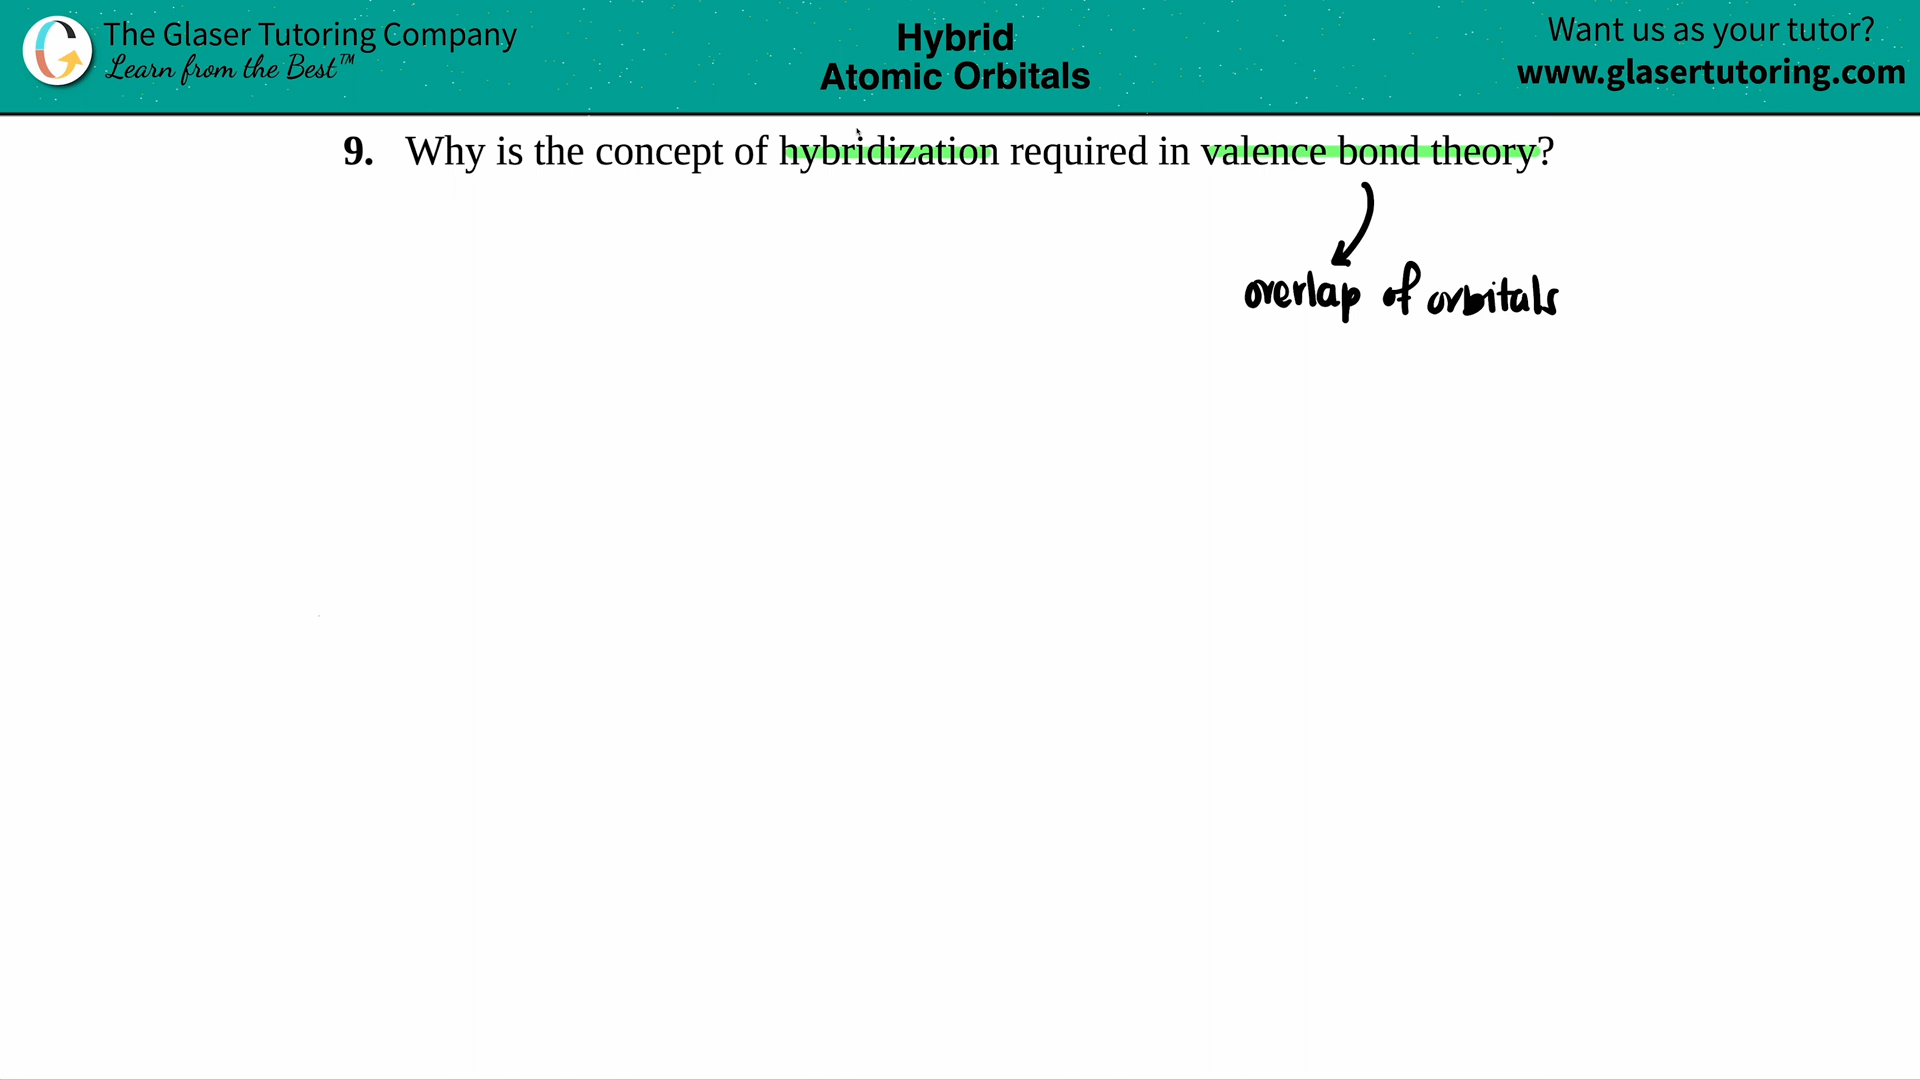 The Glaser Tutoring Company
Learn from the Best™
Hybrid
Atomic Orbitals
Want us as your tutor?
www.glasertutoring.com
9. Why is the concept of hybridization required in valence bond theory?
overlap of orbitals